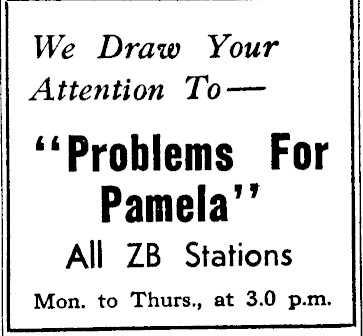 We Draw Your
Attention To—
"Problems For
Pamela"
All ZB Stations
Mon. to Thurs., at 3.0 p.m.